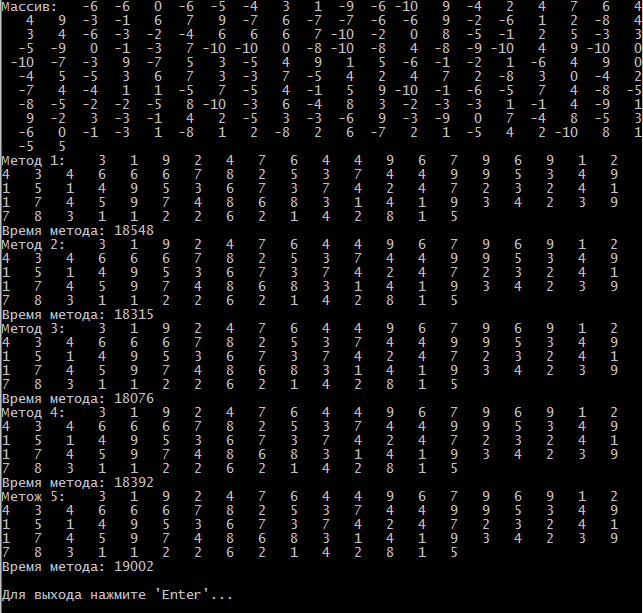 Массив:   -6  -6   0  -6  -5  -4   3   1  -9  -6 -10  -4   2   4   7   6   4
   4   9  -3  -1   6   7   9  -6   7  -7  -7  -6  -6   9  -2  -6   1   2  -8   4
   3   4  -6  -3  -2  -4   6   6   6   7 -10  -2   0   8  -5  -1   2   5  -3   3
  -5  -9   0  -1  -3   7 -10 -10   0  -8 -10  -8   4  -8  -9 -10   4   9 -10   0
 -10  -7  -3   9  -7   5   3  -5   4   9   1   5  -6  -1  -2   1  -6   4   9   0
  -4   5  -5   3   6   7   3  -3   7  -5   4   2   4   7   2  -8   3   0  -4   2
  -7   4  -4   1   1  -5   7  -5   4  -1   5   9 -10  -1  -6  -5   7   4  -8  -5
  -8  -5  -2  -2  -5   8 -10  -3   6  -4   8   3  -2  -3  -3   1  -1   4  -9   1
   9  -2   3  -3  -1   4   2  -5   3  -3  -6   9  -3  -9   0   7  -4   8  -5   3
  -6   0  -1  -3   1  -8   1   2  -8   2   6  -7   2   1  -5   4   2 -10   8   1
  -5   5
Метод 1:    3   1   9   2   4   7   6   4   4   9   6   7   9   6   9   1   2
4   3   4   6   6   6   7   8   2   5   3   7   4   4   9   9   5   3   4   9
1   5   1   4   9   5   3   6   7   3   7   4   2   4   7   2   3   2   4   1
1   7   4   5   9   7   4   8   6   8   3   1   4   1   9   3   4   2   3   9
7   8   3   1   1   2   2   6   2   1   4   2   8   1   5
Время метода: 18548
Метод 2:    3   1   9   2   4   7   6   4   4   9   6   7   9   6   9   1   2
4   3   4   6   6   6   7   8   2   5   3   7   4   4   9   9   5   3   4   9
1   5   1   4   9   5   3   6   7   3   7   4   2   4   7   2   3   2   4   1
1   7   4   5   9   7   4   8   6   8   3   1   4   1   9   3   4   2   3   9
7   8   3   1   1   2   2   6   2   1   4   2   8   1   5
Время метода: 18315
Метод 3:    3   1   9   2   4   7   6   4   4   9   6   7   9   6   9   1   2
4   3   4   6   6   6   7   8   2   5   3   7   4   4   9   9   5   3   4   9
1   5   1   4   9   5   3   6   7   3   7   4   2   4   7   2   3   2   4   1
1   7   4   5   9   7   4   8   6   8   3   1   4   1   9   3   4   2   3   9
7   8   3   1   1   2   2   6   2   1   4   2   8   1   5
Время метода: 18076
Метод 4:    3   1   9   2   4   7   6   4   4   9   6   7   9   6   9   1   2
4   3   4   6   6   6   7   8   2   5   3   7   4   4   9   9   5   3   4   9
1   5   1   4   9   5   3   6   7   3   7   4   2   4   7   2   3   2   4   1
1   7   4   5   9   7   4   8   6   8   3   1   4   1   9   3   4   2   3   9
7   8   3   1   1   2   2   6   2   1   4   2   8   1   5
Время метода: 18392
Метож 5:    3   1   9   2   4   7   6   4   4   9   6   7   9   6   9   1   2
4   3   4   6   6   6   7   8   2   5   3   7   4   4   9   9   5   3   4   9
1   5   1   4   9   5   3   6   7   3   7   4   2   4   7   2   3   2   4   1
1   7   4   5   9   7   4   8   6   8   3   1   4   1   9   3   4   2   3   9
7   8   3   1   1   2   2   6   2   1   4   2   8   1   5
Время метода: 19002
Для выхода нажмите 'Enter'...